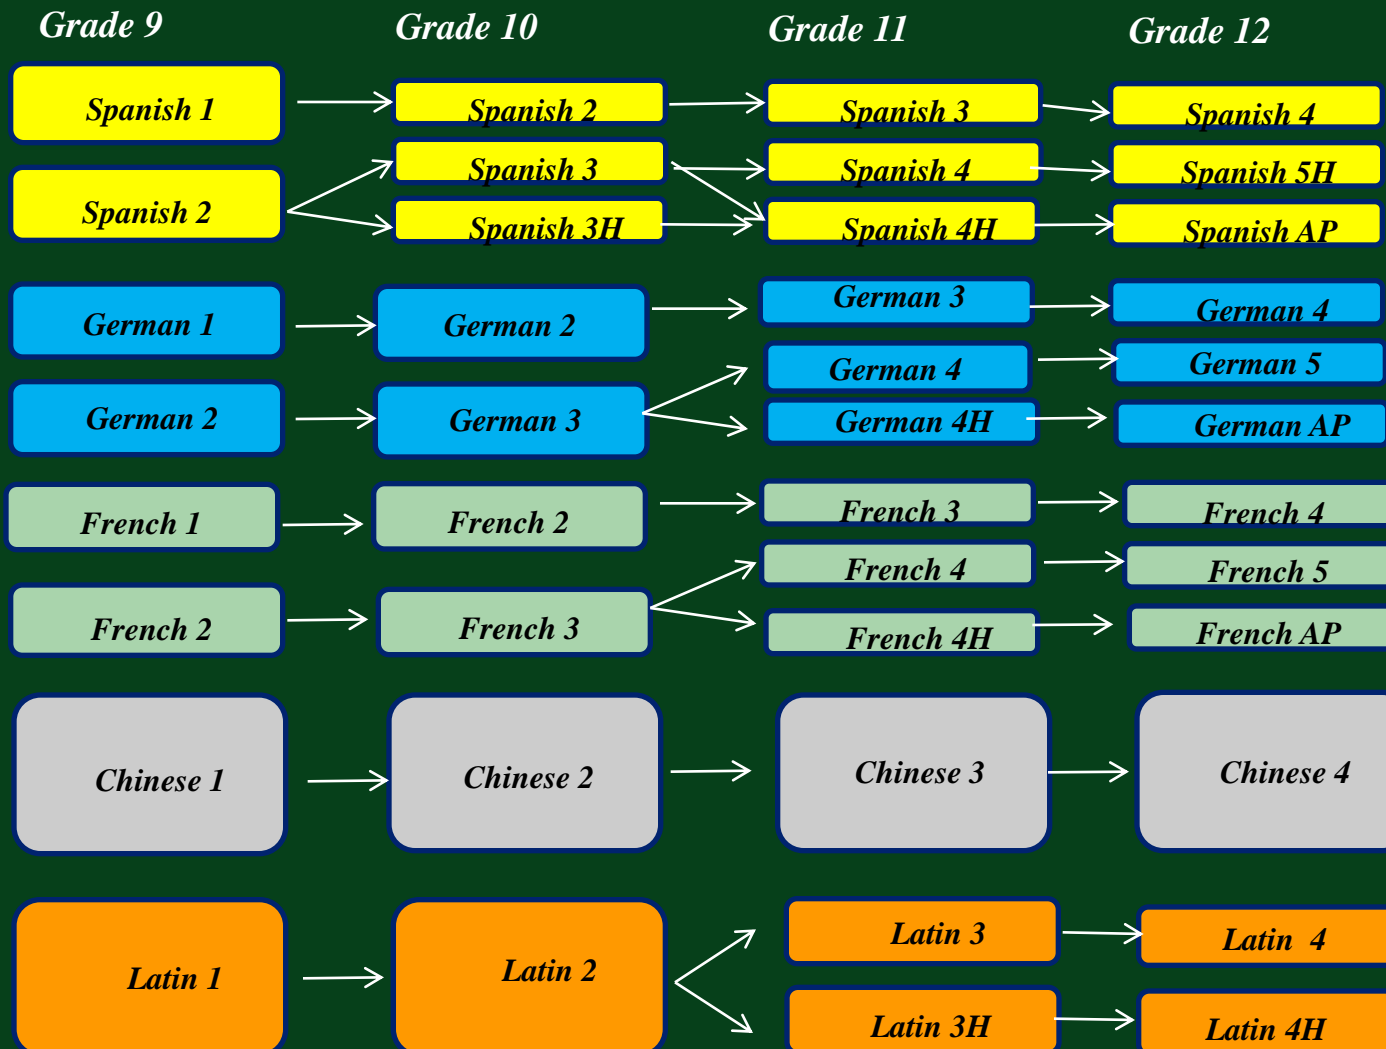 Grade 9 Grade 10 Grade 11 Grade 12
Spanish 1 Spanish 2 Spanish 3 Spanish 4
Spanish 3 Spanish 4 Spanish 5H
Spanish 2 Spanish 3H Spanish 4H Spanish AP
German 1 German 2 German 3 German 4
German 4 German 5
German 2 German 3 German 4H German AP
French 1 French 2 French 3 French 4
French 4 French 5
French 2 French 3 French 4H French AP
Chinese 1 Chinese 2 Chinese 3 Chinese 4
Latin 3 Latin 4
Latin 1 Latin 2
Latin 3H Latin 4H